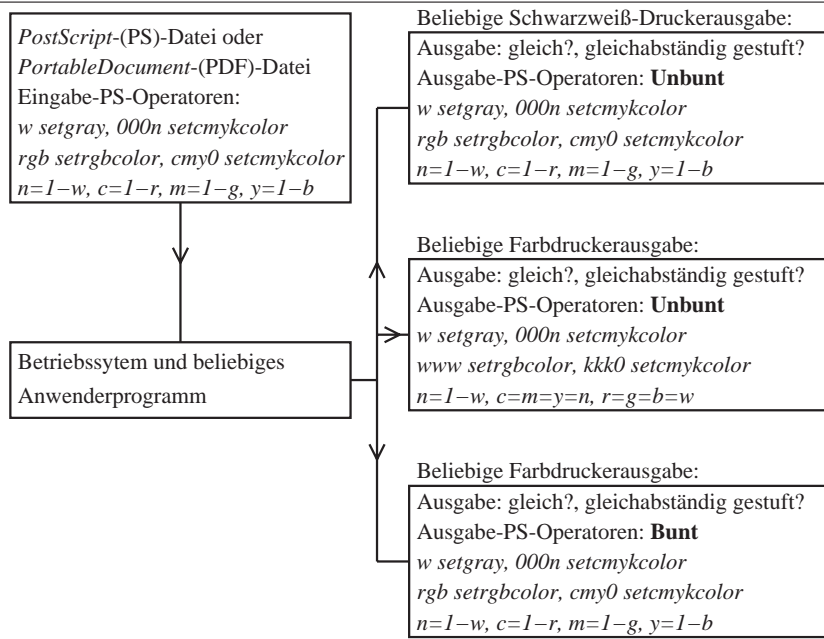 PostScript-(PS)-Datei oder
PortableDocument-(PDF)-Datei
Eingabe-PS-Operatoren:
w setgray, 000n setcmykcolor
rgb setrgbcolor, cmy0 setcmykcolor
n=1−w, c=1−r, m=1−g, y=1−b
Betriebssytem und beliebiges
Anwenderprogramm
Beliebige Schwarzweiß-Druckerausgabe:
Ausgabe: gleich?, gleichabständig gestuft?
Ausgabe-PS-Operatoren: Unbunt
w setgray, 000n setcmykcolor
rgb setrgbcolor, cmy0 setcmykcolor
n=1−w, c=1−r, m=1−g, y=1−b
Beliebige Farbdruckerausgabe:
Ausgabe: gleich?, gleichabständig gestuft?
Ausgabe-PS-Operatoren: Unbunt
w setgray, 000n setcmykcolor
www setrgbcolor, kkk0 setcmykcolor
n=1−w, c=m=y=n, r=g=b=w
Beliebige Farbdruckerausgabe:
Ausgabe: gleich?, gleichabständig gestuft?
Ausgabe-PS-Operatoren: Bunt
w setgray, 000n setcmykcolor
rgb setrgbcolor, cmy0 setcmykcolor
n=1−w, c=1−r, m=1−g, y=1−b